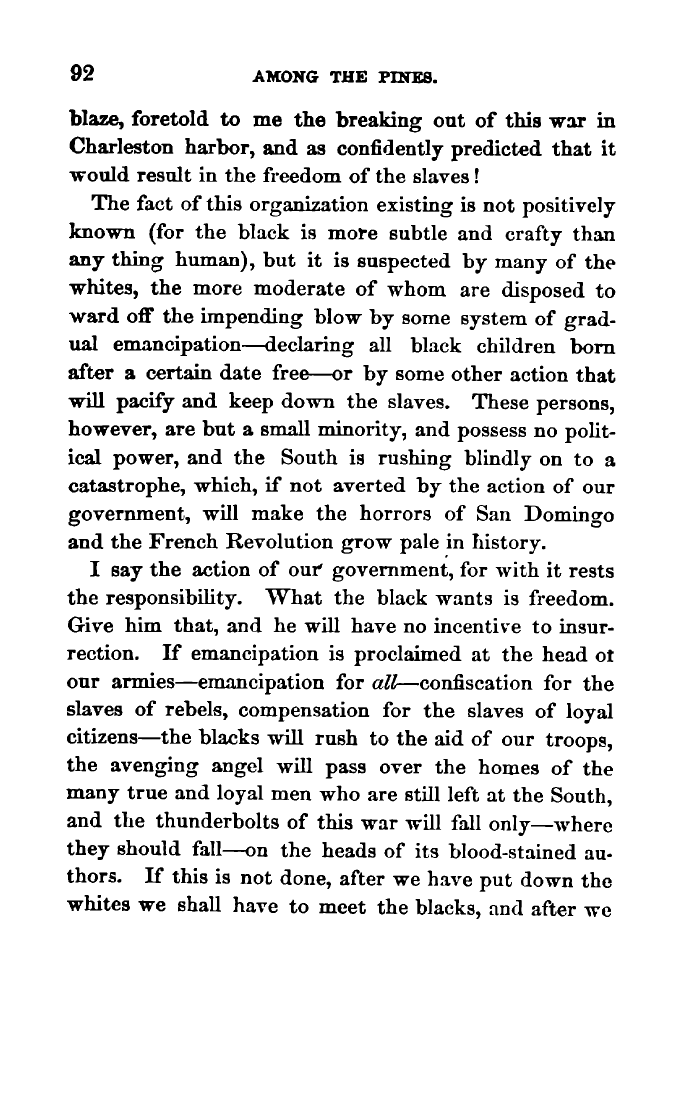 92 AMONG THE PINES.
blaze, foretold to me the breaking out of this war in
Charleston harbor, and as confidently predicted that it
would result in the freedom of the slaves!
The fact of this organization existing is not positively
known (for the black is more subtle and crafty than
any thing human), but it is suspected by many of the
whites, the more moderate of whom are disposed to
ward off the impending blow by some system of grad-
ual emancipation—declaring all black children born
after a certain date free—or by some other action that
will pacify and keep down the slaves. These persons,
however, are but a small minority, and possess no polit-
ical power, and the South is rushing blindly on to a
catastrophe, which, if not averted by the action of our
government, will make the horrors of San Domingo
and the French Revolution grow pale in history.
I say the action of our government, for with it rests
the responsibility. What the black wants is freedom.
Give him that, and he will have no incentive to insur-
rection. If emancipation is proclaimed at the head of
our armies—emancipation for all—confiscation for the
slaves of rebels, compensation for the slaves of loyal
citizens—the blacks will rush to the aid of our troops,
the avenging angel will pass over the homes of the
many true and loyal men who are still left at the South,
and the thunderbolts of this war will fall only—where
they should fall—on the heads of its blood-stained au-
thors. If this is not done, after we have put down the
whites we shall have to meet the blacks, and after we